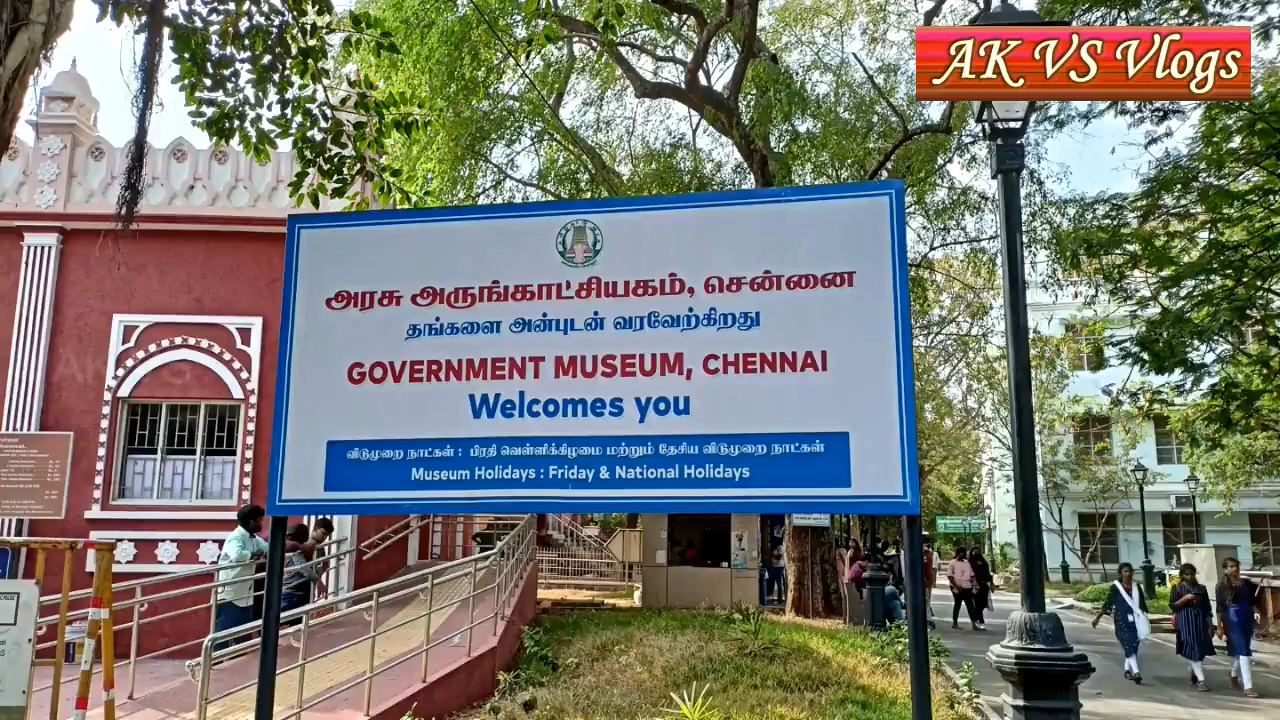 AK VS Vlogs
அரசு அருங்காட்சியகம், சென்னை
தங்களை அன்புடன் வரவேற்கிறது
GOVERNMENT MUSEUM, CHENNAI
Welcomes you
விடுமுறை நாட்கள் : பிரதி வெள்ளிக்கிழமை மற்றும் தேசிய விடுமுறை நாட்கள்
Museum Holidays : Friday & National Holidays